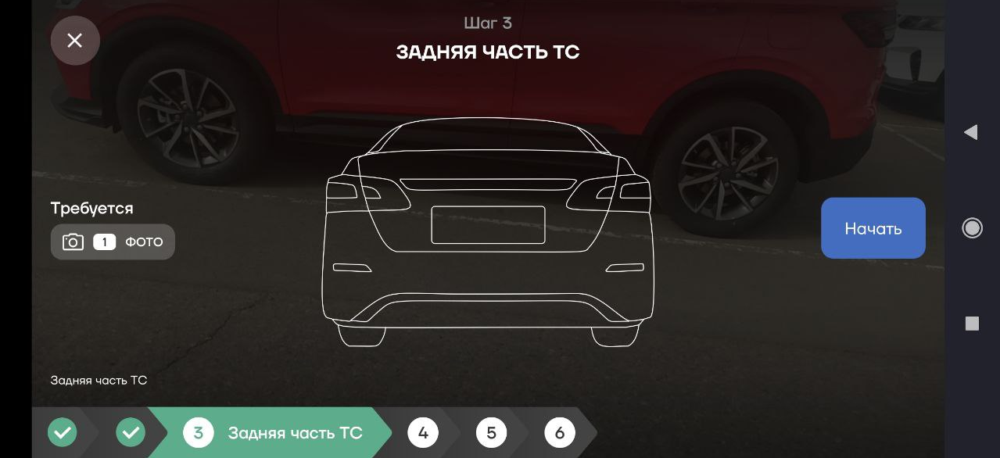 Шаг 3
ЗАДНЯЯ ЧАСТЬ ТС
Требуется
1 ФОТО
Начать
Задняя часть ТС
3 Задняя часть ТС 4 5 6